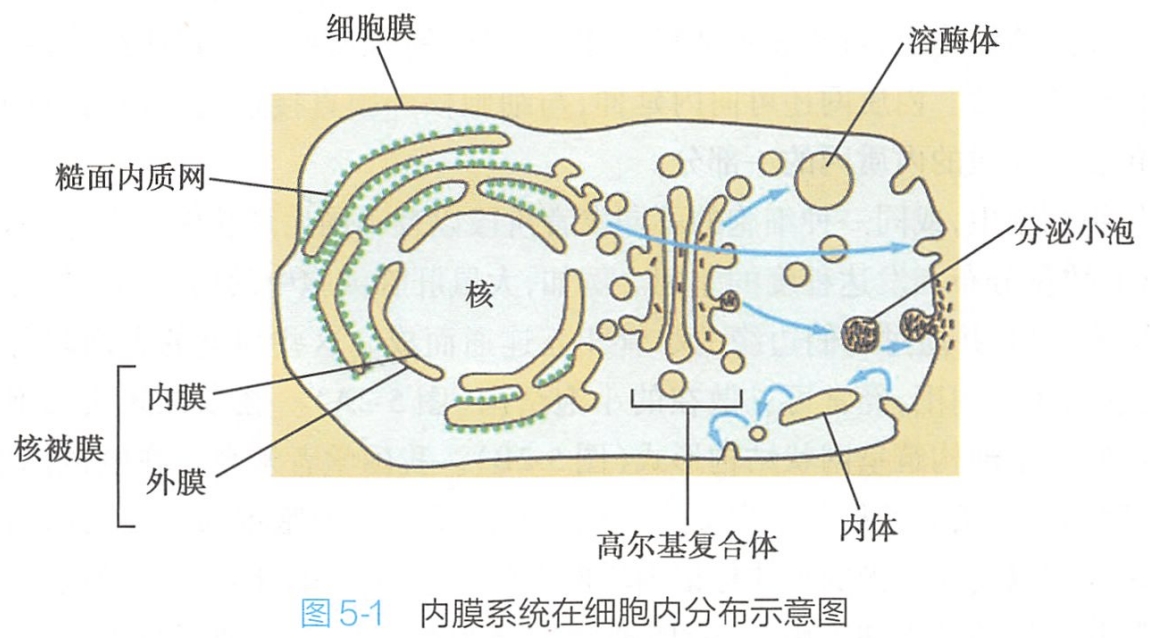 细胞膜
溶酶体
糙面内质网
分泌小泡
核
内膜
核被膜
外膜
内体
高尔基复合体
图 5-1 内膜系统在细胞内分布示意图